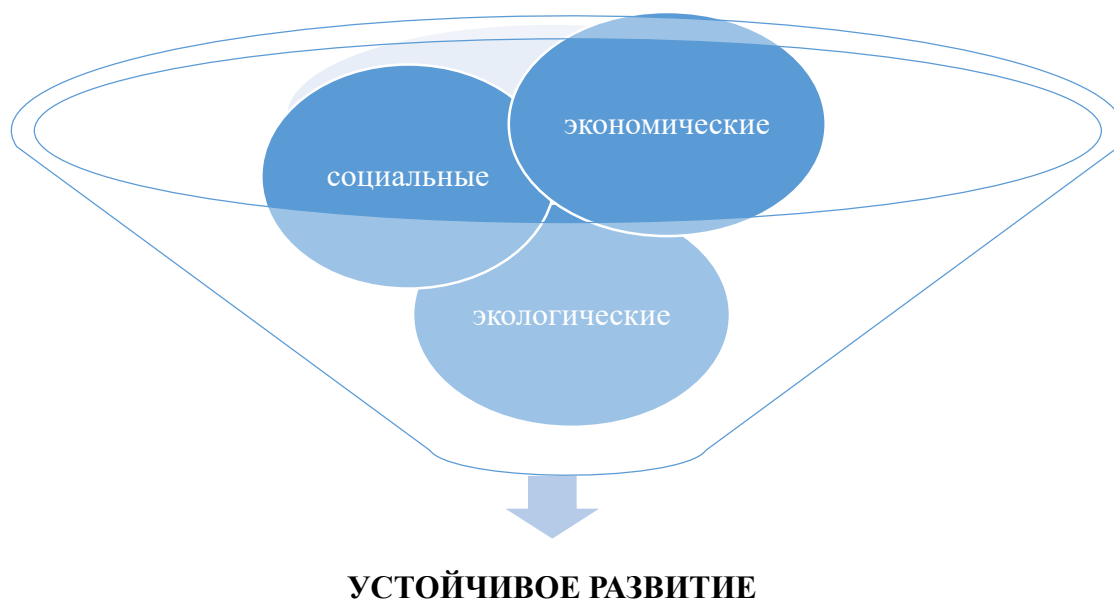 экономические
социальные
экологические
УСТОЙЧИВОЕ РАЗВИТИЕ